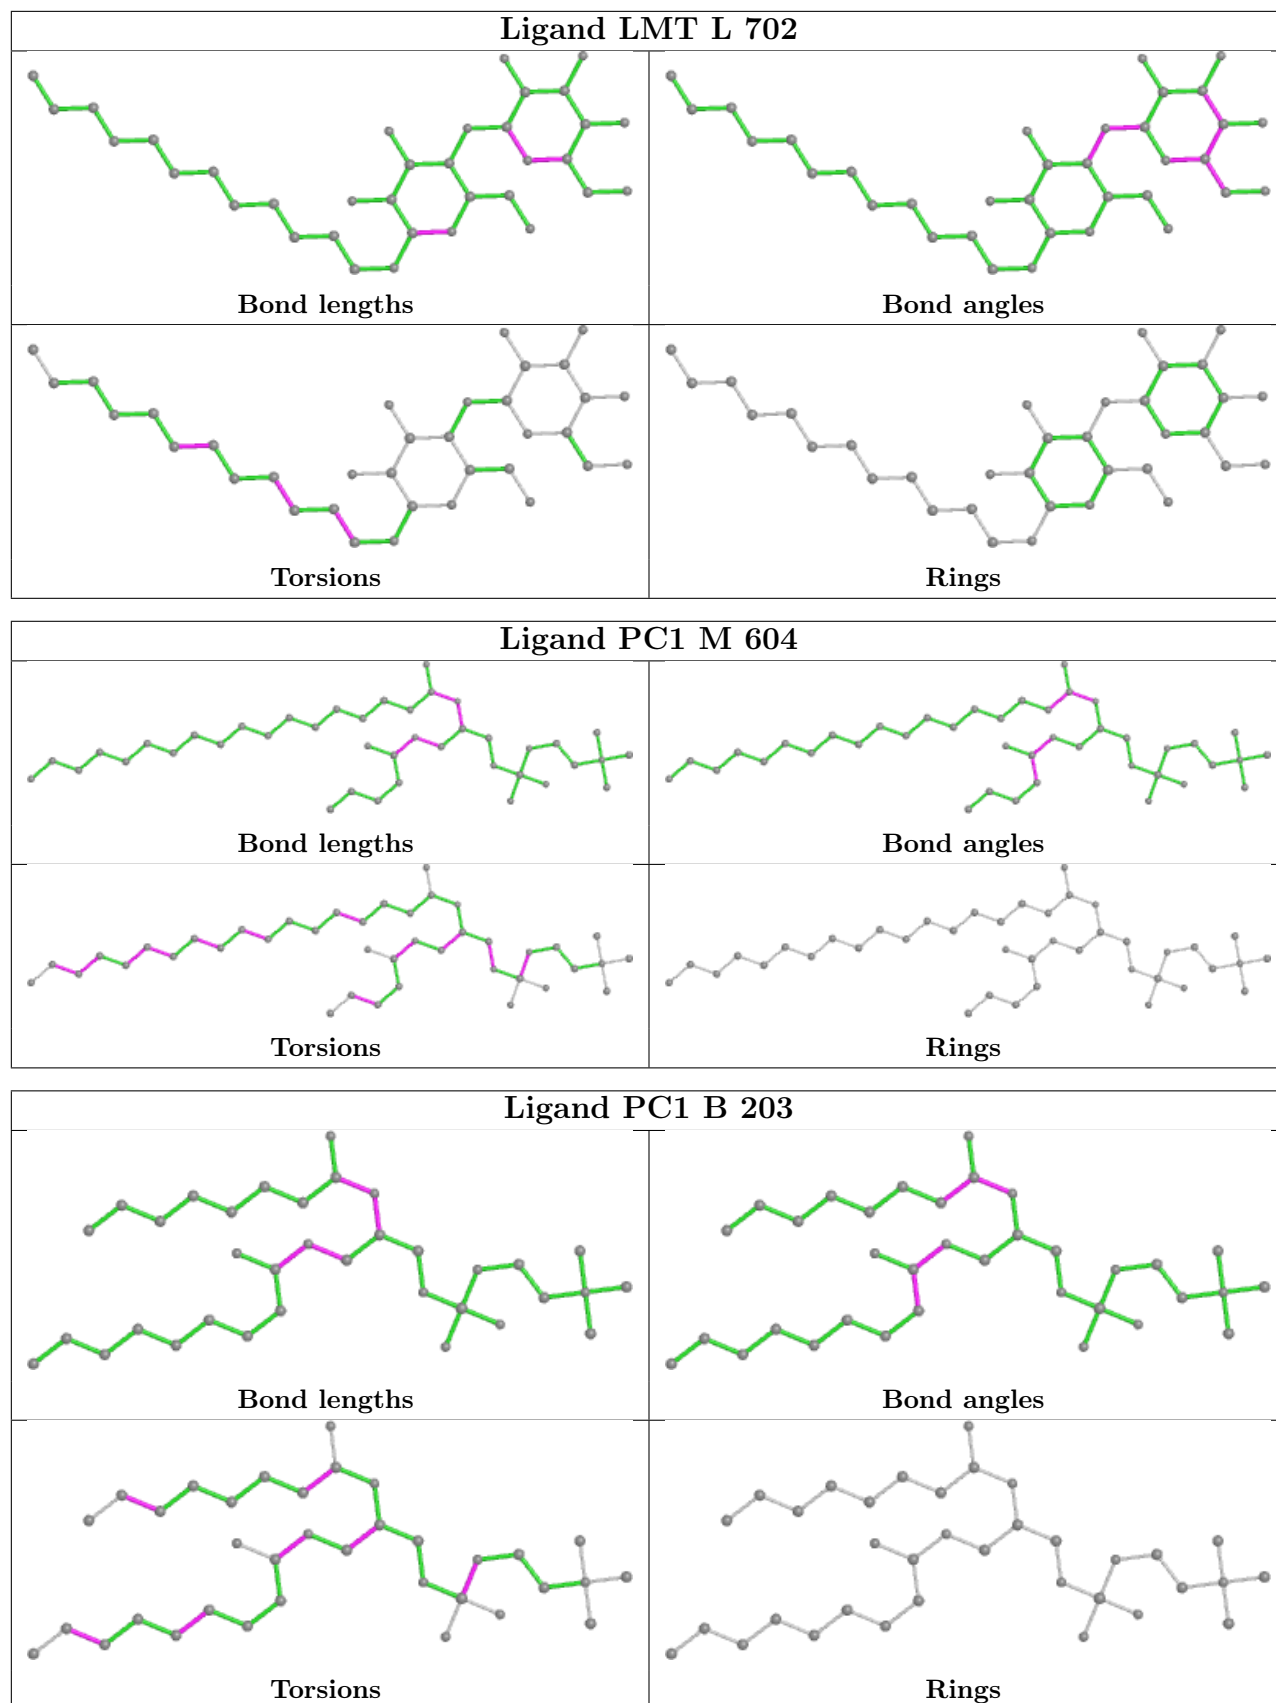 Ligand LMT L 702
Bond lengths
Bond angles
Torsions
Rings
Ligand PC1 M 604
Bond lengths
Bond angles
Torsions
Rings
Ligand PC1 B 203
Bond lengths
Bond angles
Torsions
Rings